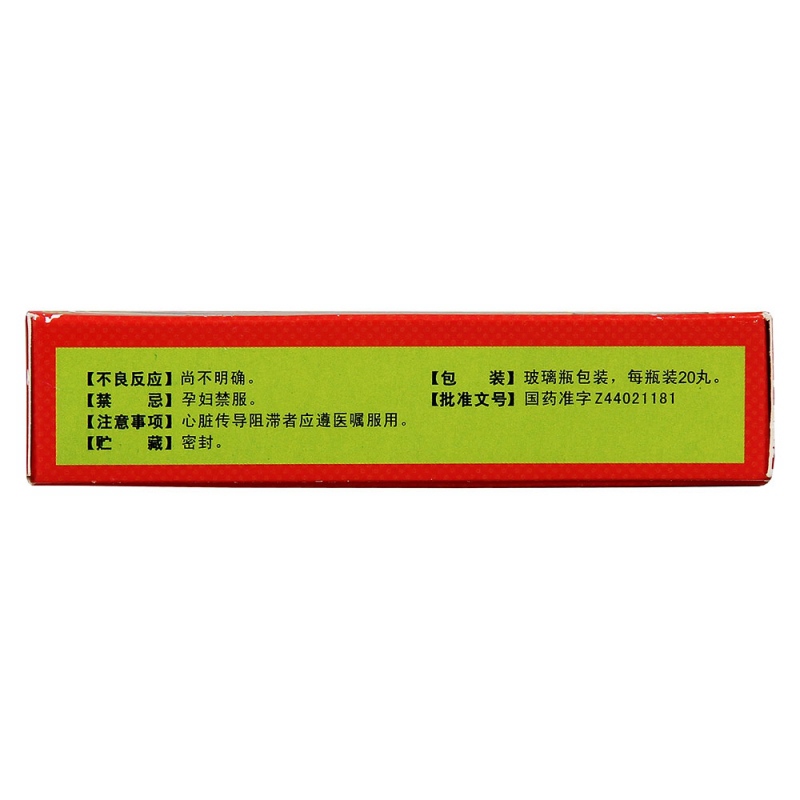 【不良反应】尚不明确。
【禁 忌】孕妇禁服。
【注意事项】心脏传导阻滞者应遵医嘱服用。
【贮 藏】密封。
【包 装】玻璃瓶包装，每瓶装20丸。
【批准文号】国药准字Z44021181